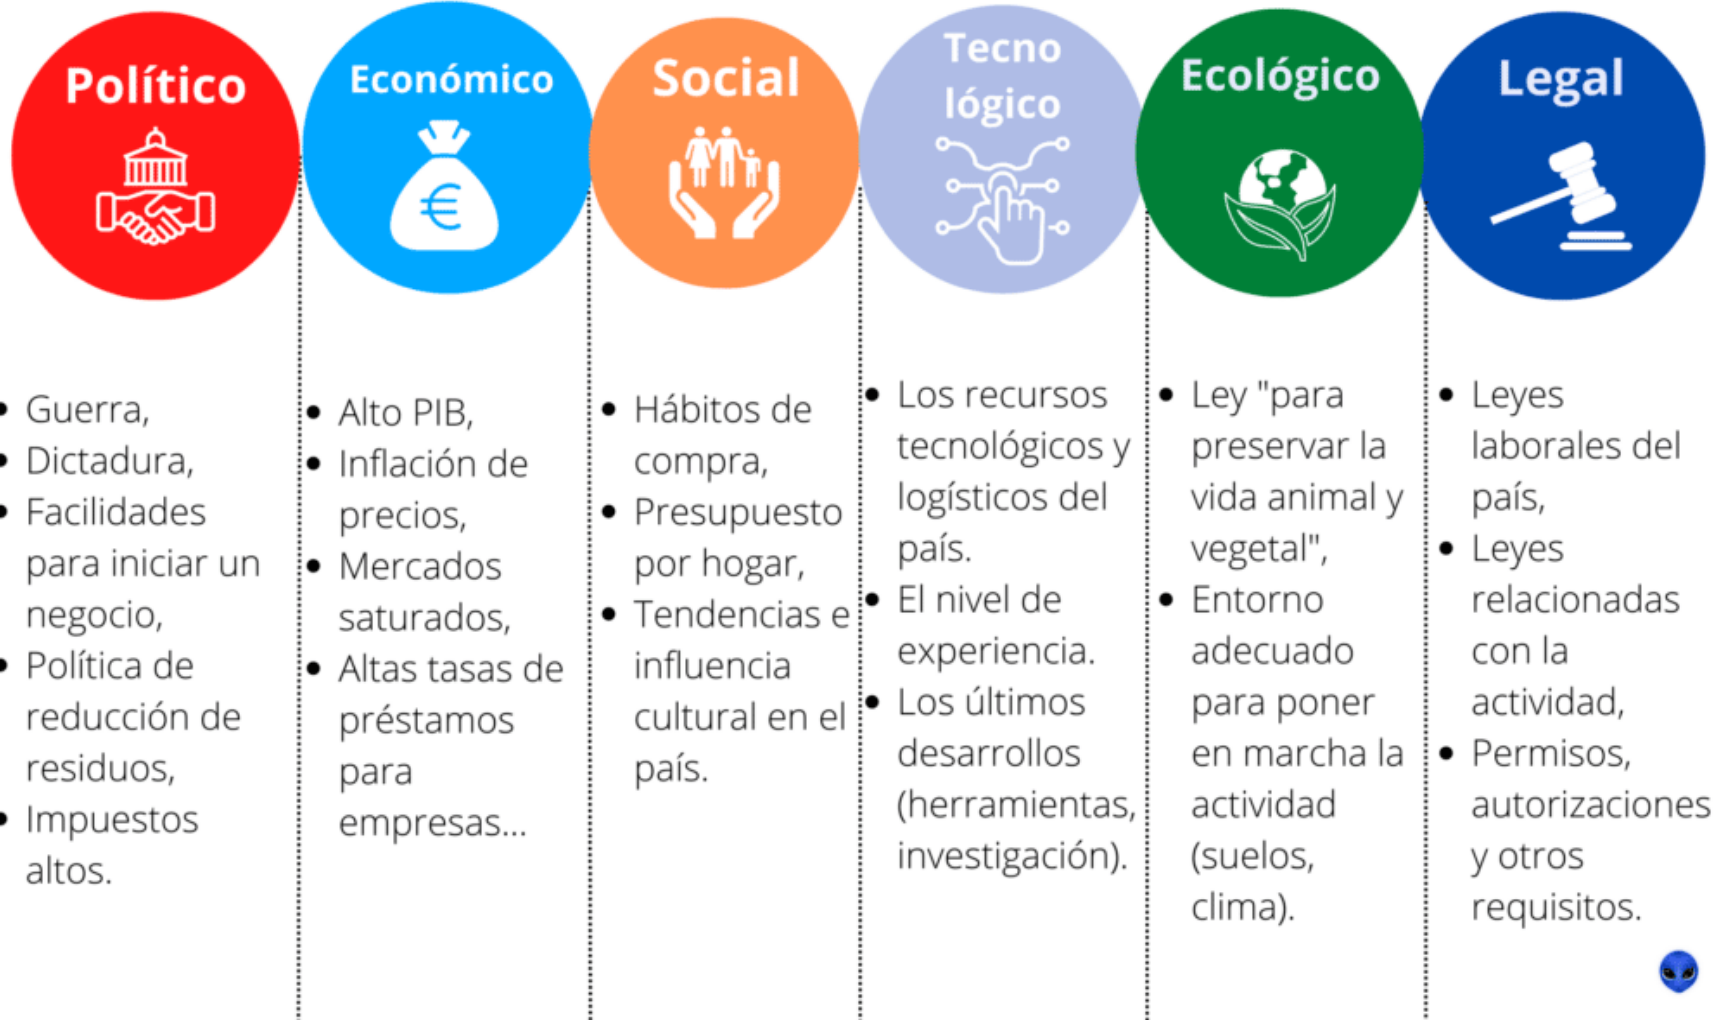 Político
• Guerra,
• Dictadura,
• Facilidades
para iniciar un
negocio,
• Política de
reducción de
residuos,
• Impuestos
altos.
Económico
€
• Alto PIB,
• Inflación de
precios,
• Mercados
saturados,
• Altas tasas de
préstamos
para
empresas...
Social
• Hábitos de
compra,
• Presupuesto
por hogar,
• Tendencias e
influencia
cultural en el
país.
Tecno
lógico
• Los recursos
tecnológicos y
logísticos del
país.
• El nivel de
experiencia.
• Los últimos
desarrollos
(herramientas,
investigación).
Ecológico
• Ley "para
preservar la
vida animal y
vegetal",
• Entorno
adecuado
para poner
en marcha la
actividad
(suelos,
clima).
Legal
• Leyes
laborales del
país,
• Leyes
relacionadas
con la
actividad,
• Permisos,
autorizaciones
y otros
requisitos.